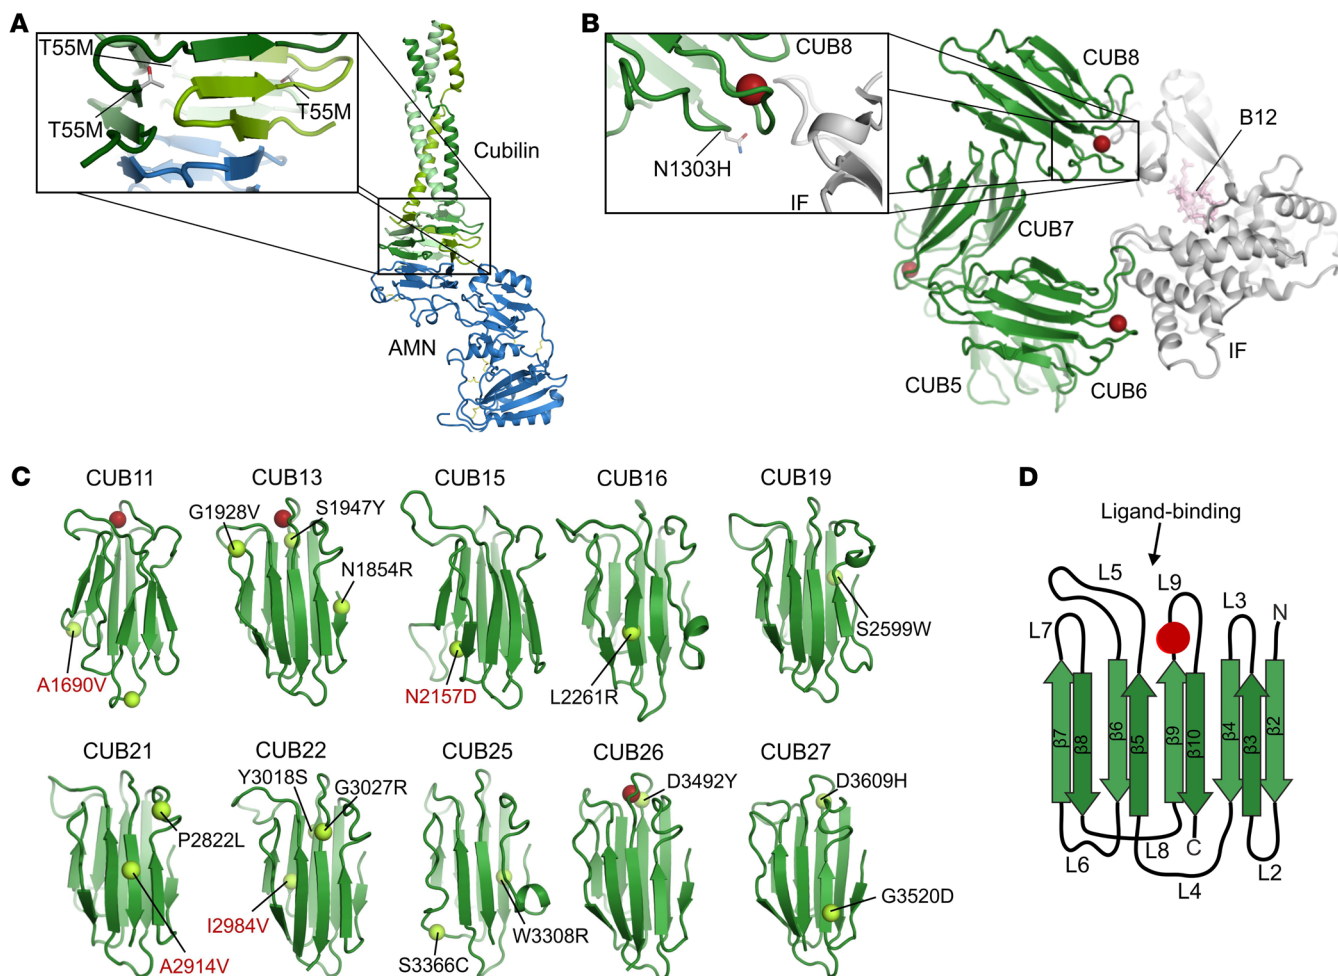 A
T55M
T55M
T55M
Cubilin
AMN
B
CUB8
N1303H
IF
CUB8
B12
CUB7
CUB5
CUB6
IF
C
CUB11
A1690V
CUB13
G1928V
S1947Y
N1854R
CUB15
N2157D
CUB16
L2261R
CUB19
S2599W
CUB21
P2822L
A2914V
CUB22
Y3018S
G3027R
I2984V
CUB25
W3308R
S3366C
CUB26
D3492Y
CUB27
D3609H
G3520D
D
Ligand-binding
L5
L9
L3
N
L7
β7
β8
β6
β5
β9
β10
β4
β3
β2
L6
L8
C
L4
L2